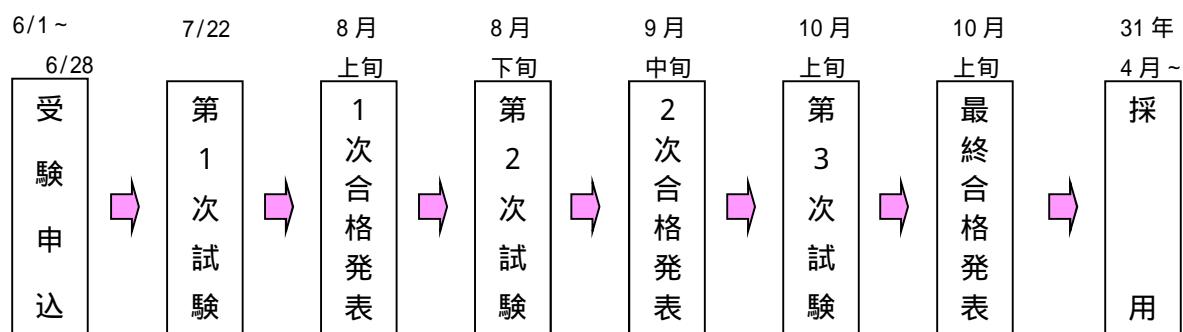 6/1~
6/28
受験申込
7/22
第1次試験
8月
上旬
1次合格発表
8月
下旬
第2次試験
9月
中旬
2次合格発表
10月
上旬
第3次試験
10月
上旬
最終合格発表
31年
4月~
採用